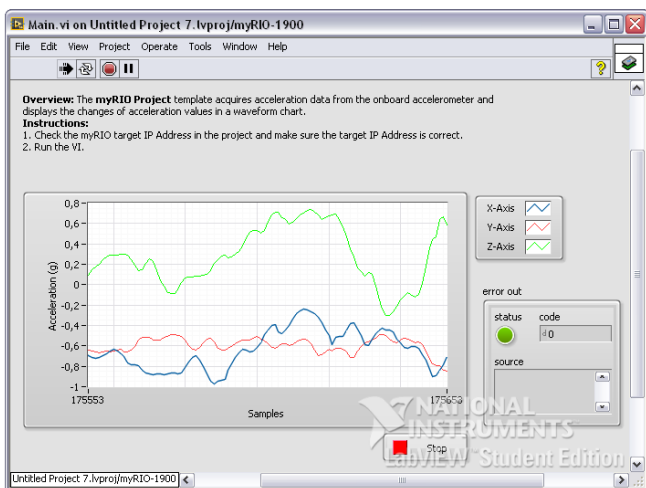 Main.vi on Untitled Project 7.lvproj/myRIO-1900
File Edit View Project Operate Tools Window Help
Overview: The myRIO Project template acquires acceleration data from the onboard accelerometer and
displays the changes of acceleration values in a waveform chart.
Instructions:
1. Check the myRIO target IP Address in the project and make sure the target IP Address is correct.
2. Run the VI.
0,8
0,6
0,4
0,2
0
-0,2
-0,4
-0,6
-0,8
-1
Acceleration (g)
175553
175653
Samples
X-Axis
Y-Axis
Z-Axis
error out
status code
d 0
source
NATIONAL
INSTRUMENTS
LabVIEW Student Edition
Stop
Untitled Project 7.lvproj/myRIO-1900